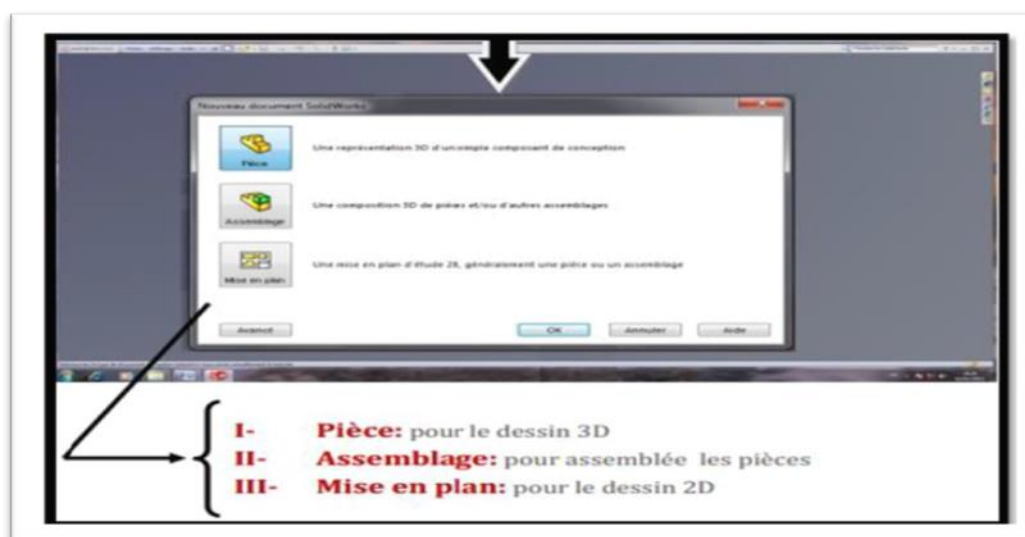 Nouveau document SolidWorks
Pièce
Une représentation 3D d'un simple composant de conception
Assemblage
Une composition 3D de pièces et/ou d'autres assemblages
Mise en plan
Une mise en plan d'étude 2D, généralement une pièce ou un assemblage
Avancé
OK
Annuler
Aide
I- Pièce: pour le dessin 3D
II- Assemblage: pour assemblée les pièces
III- Mise en plan: pour le dessin 2D